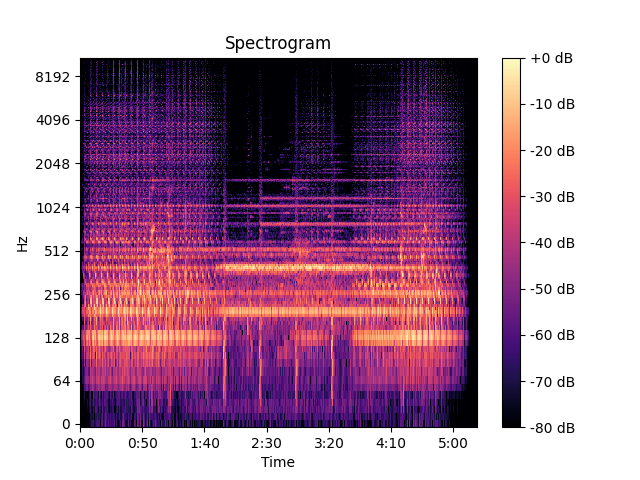 Spectrogram
Hz
8192
4096
2048
1024
512
256
128
64
0
0:00
0:50
1:40
2:30
3:20
4:10
5:00
Time
+0 dB
-10 dB
-20 dB
-30 dB
-40 dB
-50 dB
-60 dB
-70 dB
-80 dB